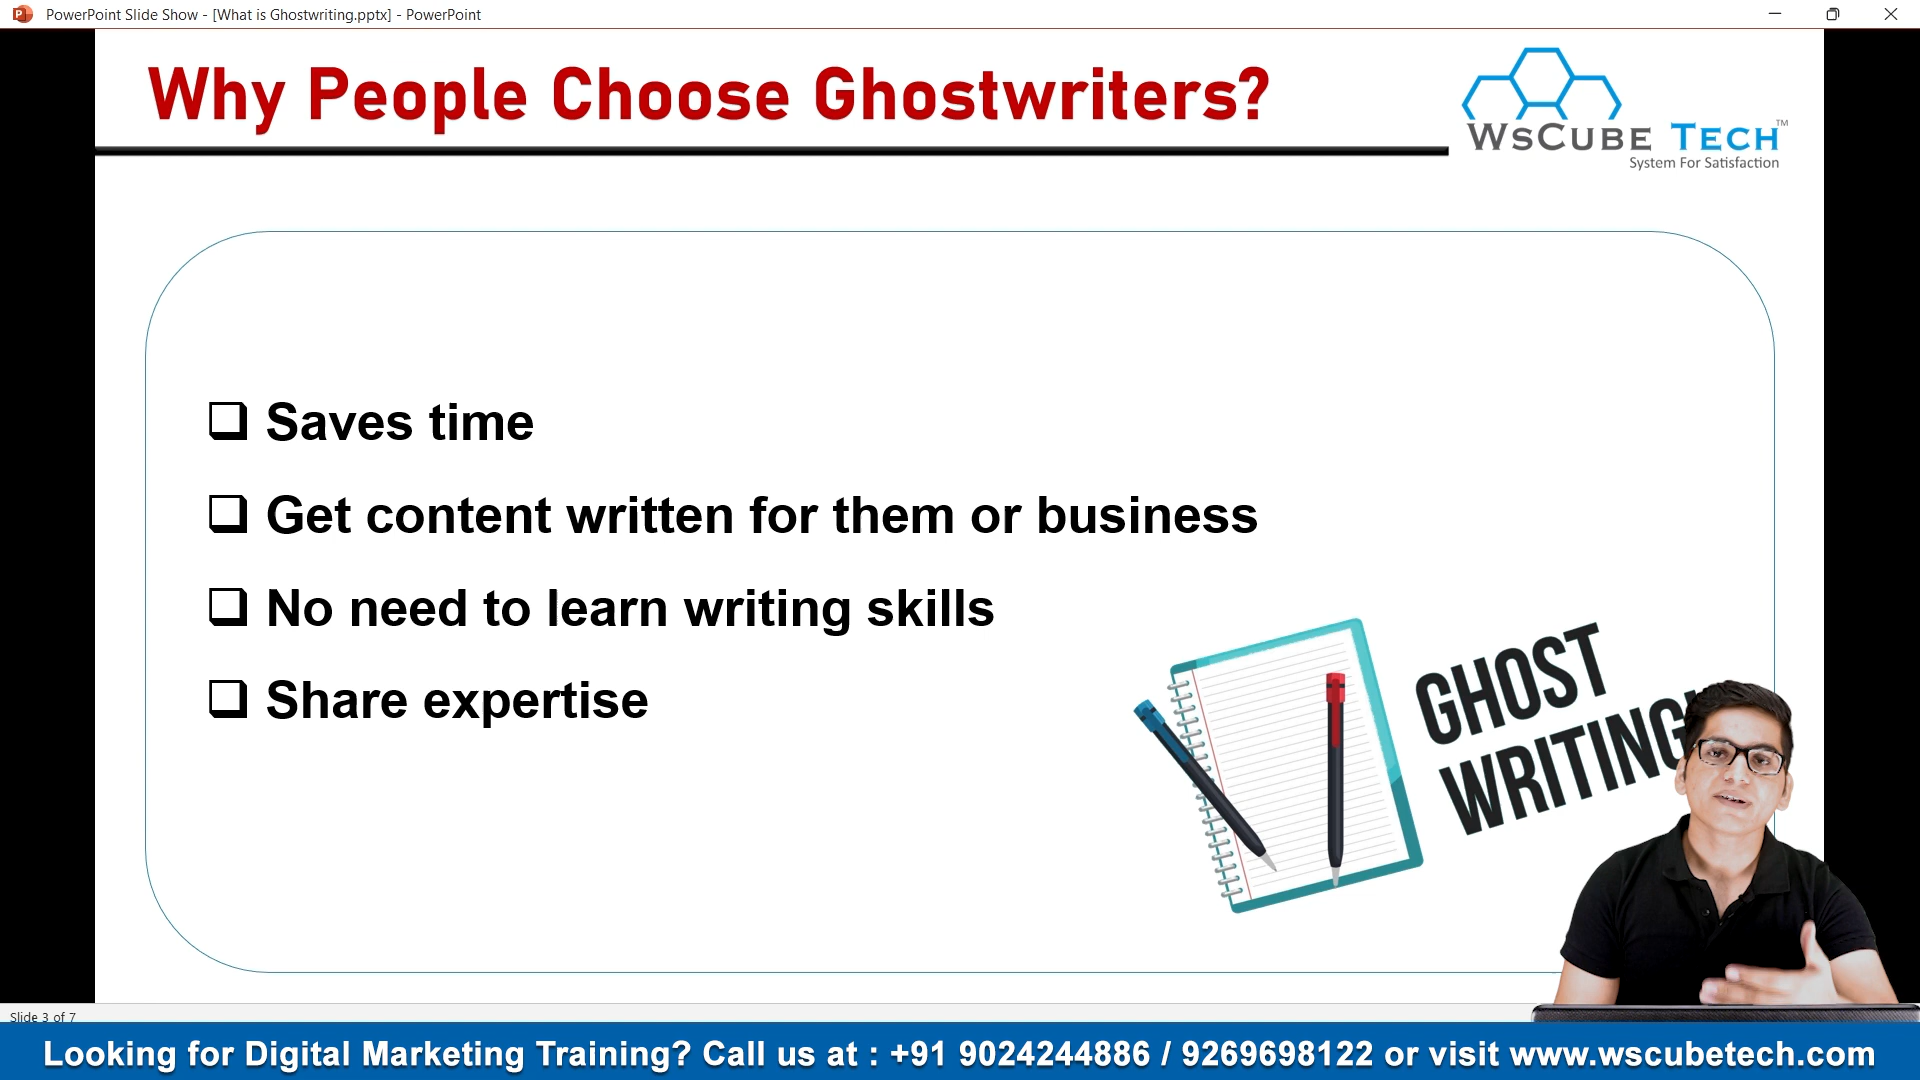 PowerPoint Slide Show - [What is Ghostwriting.pptx] - PowerPoint
Why People Choose Ghostwriters?
WSCUBE TECH™
System For Satisfaction
Saves time
Get content written for them or business
No need to learn writing skills
Share expertise
GHOST
WRITING
Slide 3 of 7
Looking for Digital Marketing Training? Call us at : +91 9024244886 / 9269698122 or visit www.wscubetech.com